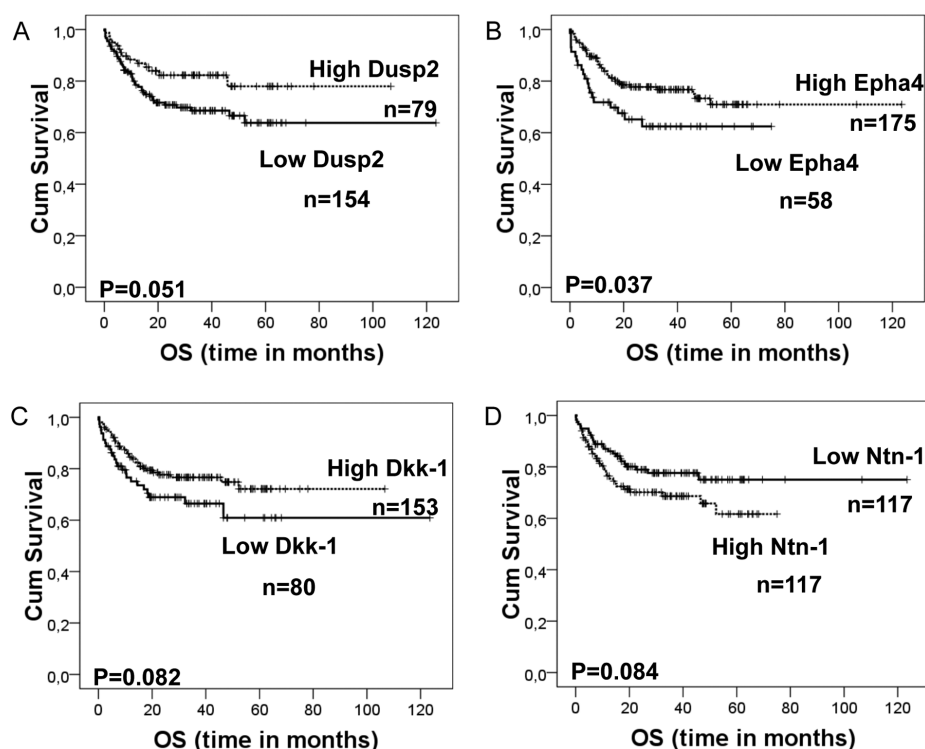 A
Cum Survival
1,0
0,8
0,6
0,4
0,2
0,0
High Dusp2
n=79
Low Dusp2
n=154
P=0.051
0 20 40 60 80 100 120
OS (time in months)
B
Cum Survival
1,0
0,8
0,6
0,4
0,2
0,0
High Epha4
n=175
Low Epha4
n=58
P=0.037
0 20 40 60 80 100 120
OS (time in months)
C
Cum Survival
1,0
0,8
0,6
0,4
0,2
0,0
High Dkk-1
n=153
Low Dkk-1
n=80
P=0.082
0 20 40 60 80 100 120
OS (time in months)
D
Cum Survival
1,0
0,8
0,6
0,4
0,2
0,0
Low Ntn-1
n=117
High Ntn-1
n=117
P=0.084
0 20 40 60 80 100 120
OS (time in months)